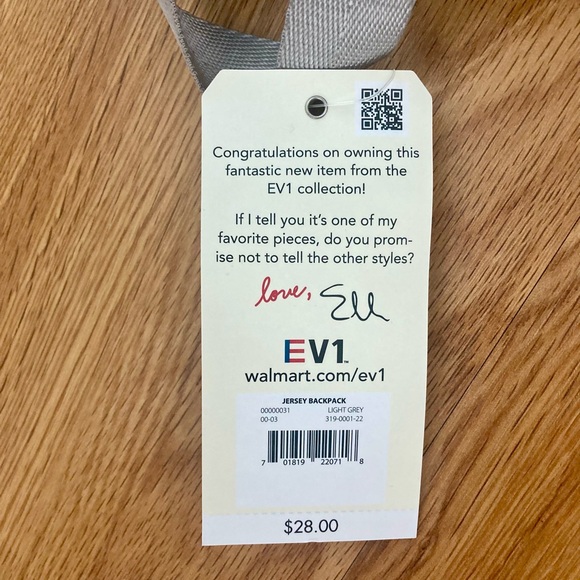 Congratulations on owning this
fantastic new item from the
EV1 collection!
If I tell you it's one of my
favorite pieces, do you prom-
ise not to tell the other styles?
love, Ellen
EV1™
walmart.com/ev1
JERSEY BACKPACK
00000031 LIGHT GREY
00-03 319-0001-22
7 01819 22071 8
$28.00